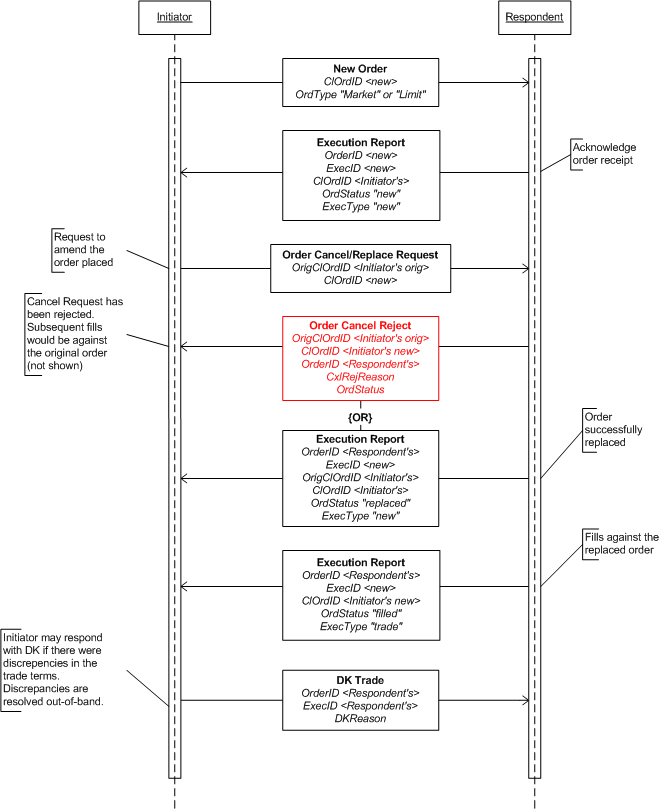 Initiator
Respondent
New Order
ClOrdID <new>
OrdType "Market" or "Limit"
Execution Report
OrderID <new>
ExecID <new>
ClOrdID <Initiator's>
OrdStatus "new"
ExecType "new"
Acknowledge
order receipt
Request to
amend the
order placed
Order Cancel/Replace Request
OrigClOrdID <Initiator's orig>
ClOrdID <new>
Cancel Request has
been rejected.
Subsequent fills
would be against
the original order
(not shown)
Order Cancel Reject
OrigClOrdID <Initiator's orig>
ClOrdID <Initiator's new>
OrderID <Respondent's>
CxlRejReason
OrdStatus
{OR}
Execution Report
OrderID <Respondent's>
ExecID <new>
OrigClOrdID <Initiator's>
ClOrdID <Initiator's>
OrdStatus "replaced"
ExecType "new"
Order
successfully
replaced
Execution Report
OrderID <Respondent's>
ExecID <new>
ClOrdID <Initiator's new>
OrdStatus "filled"
ExecType "trade"
Fills against the
replaced order
Initiator may respond
with DK if there were
discrepencies in the
trade terms.
Discrepancies are
resolved out-of-band.
DK Trade
OrderID <Respondent's>
ExecID <Respondent's>
DKReason